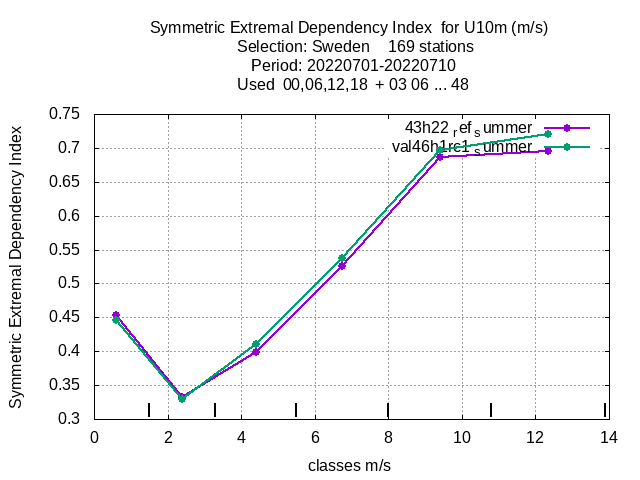 Symmetric Extremal Dependency Index for U10m (m/s)
Selection: Sweden 169 stations
Period: 20220701-20220710
Used 00,06,12,18 + 03 06 ... 48
43h22 ref summer
val46h1rc1 summer
Symmetric Extremal Dependency Index
0.75
0.7
0.65
0.6
0.55
0.5
0.45
0.4
0.35
0.3
0 2 4 6 8 10 12 14
classes m/s